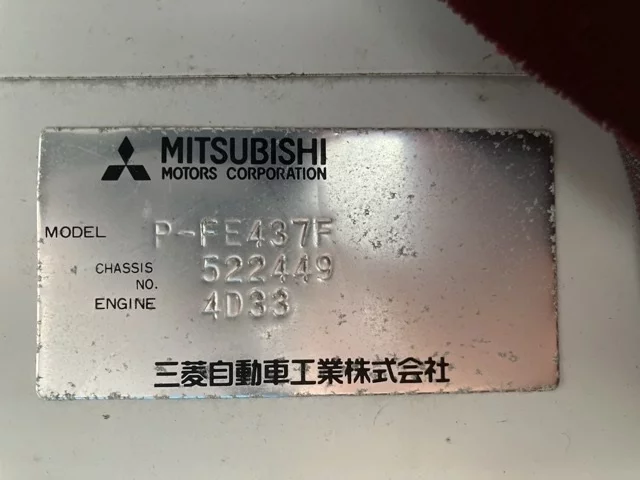 MITSUBISHI
MOTORS CORPORATION
MODEL P-FE437F
CHASSIS NO. 522449
ENGINE 4D33
三菱自動車工業株式会社